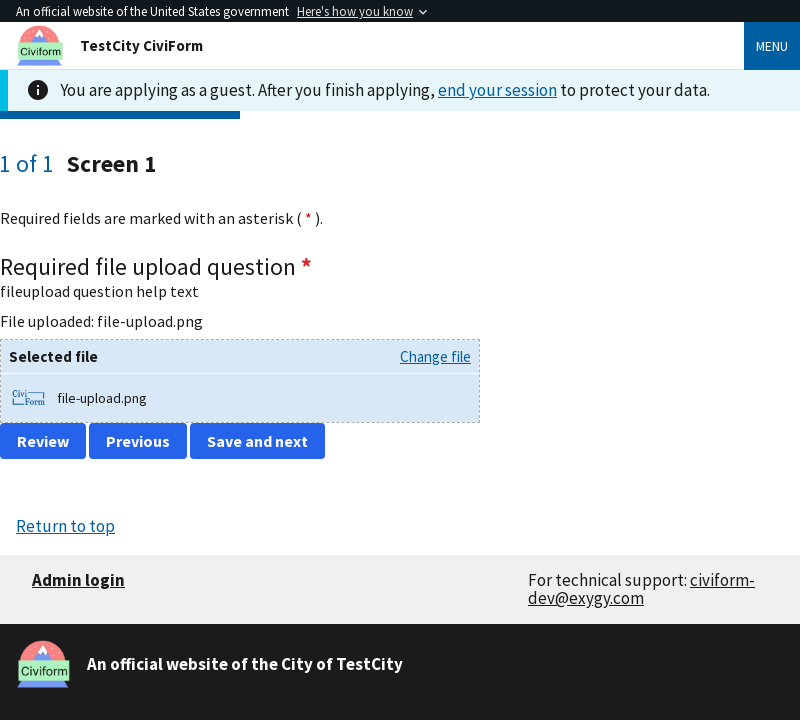 An official website of the United States government Here's how you know
Civiform
TestCity CiviForm
MENU
You are applying as a guest. After you finish applying, end your session to protect your data.
1 of 1 Screen 1
Required fields are marked with an asterisk ( * ).
Required file upload question *
fileupload question help text
File uploaded: file-upload.png
Selected file
Change file
Civi
Form
file-upload.png
Review
Previous
Save and next
Return to top
Admin login
For technical support: civiform-
dev@exygy.com
Civiform
An official website of the City of TestCity